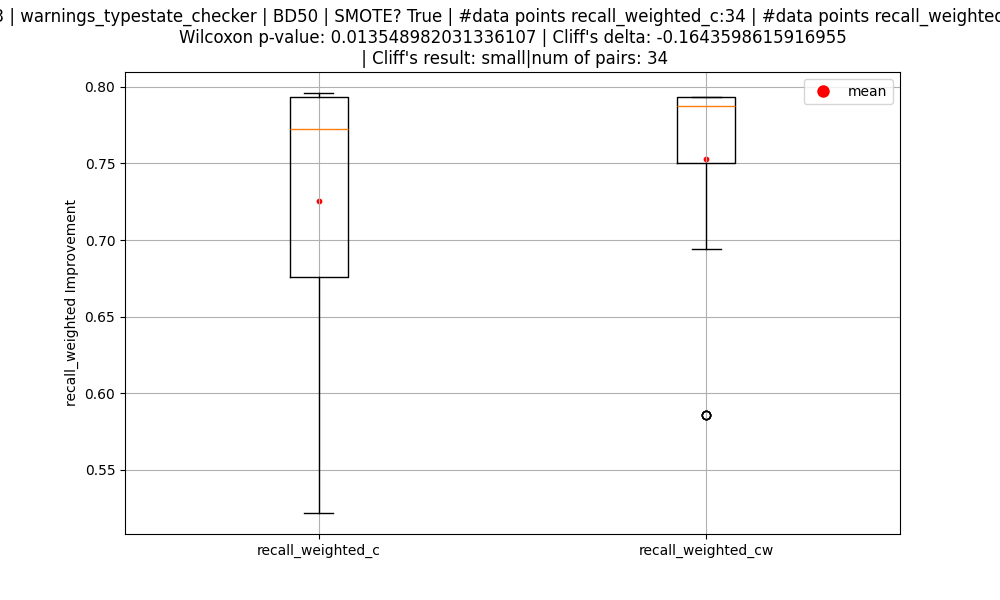 | warnings_typestate_checker | BD50 | SMOTE? True | #data points recall_weighted_c:34 | #data points
Wilcoxon p-value: 0.013548982031336107 | Cliff's delta: -0.1643598615916955
| Cliff's result: small|num of pairs: 34
mean
0.80
0.75
0.70
0.65
0.60
0.55
recall_weighted Improvement
recall_weighted_c
recall_weighted_cw